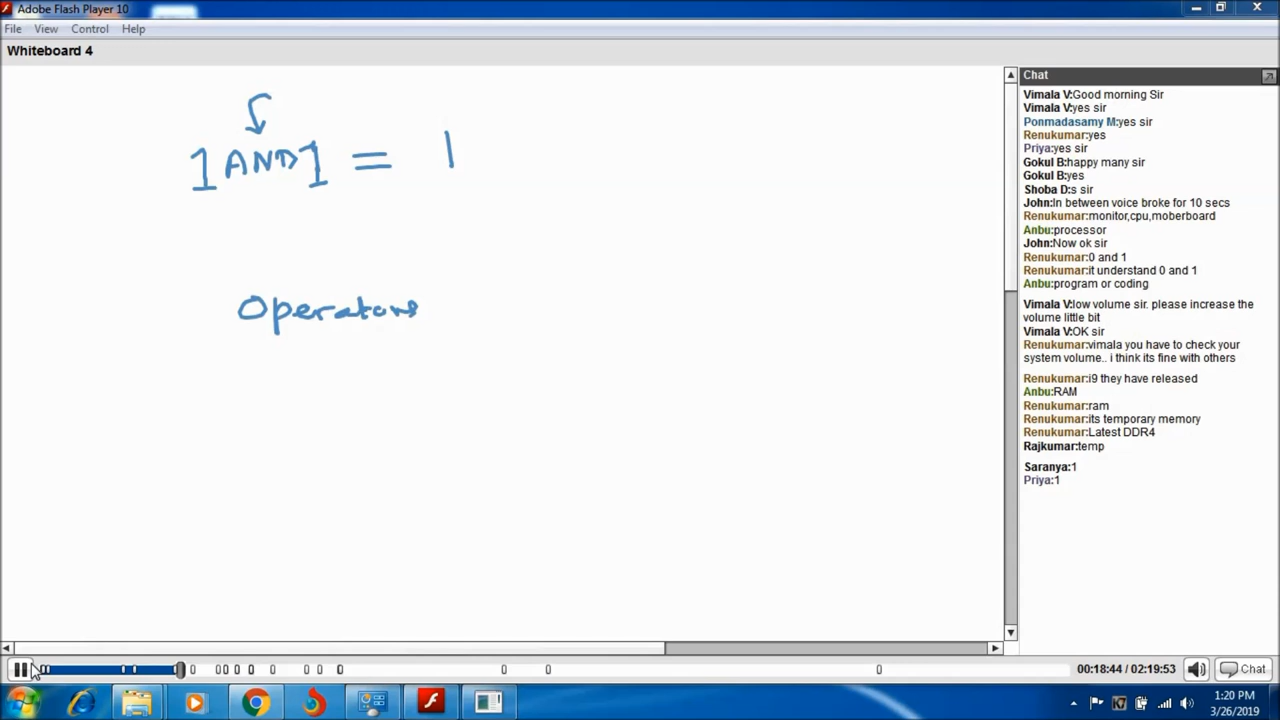 Adobe Flash Player 10
File View Control Help
Whiteboard 4
1 AND 1 = 1
Operators
Chat
Vimala V:Good morning Sir
Vimala V:yes sir
Ponmadasamy M:yes sir
Renukumar:yes
Priya:yes sir
Gokul B:happy many sir
Gokul B:yes
Shoba D:s sir
John:In between voice broke for 10 secs
Renukumar:monitor,cpu,moberboard
Anbu:processor
John:Now ok sir
Renukumar:0 and 1
Renukumar:it understand 0 and 1
Anbu:program or coding
Vimala V:low volume sir. please increase the
volume little bit
Vimala V:OK sir
Renukumar:vimala you have to check your
system volume.. i think its fine with others
Renukumar:i9 they have released
Anbu:RAM
Renukumar:ram
Renukumar:its temporary memory
Renukumar:Latest DDR4
Rajkumar:temp
Saranya:1
Priya:1
00:18:44 / 02:19:53 Chat
1:20 PM
3/26/2019